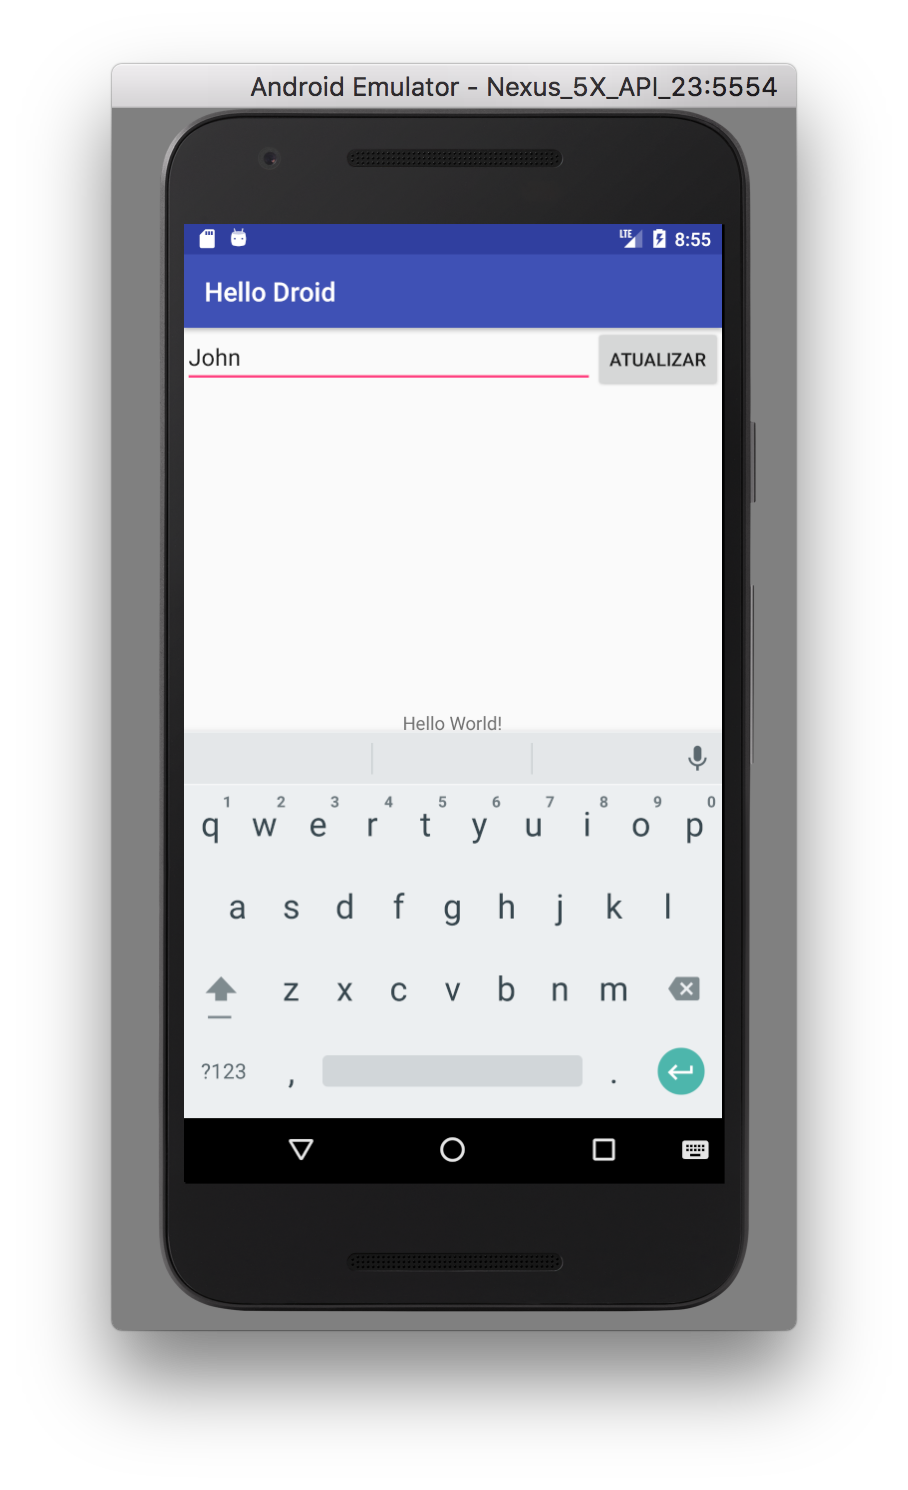 Android Emulator - Nexus_5X_API_23:5554
LTE 8:55
Hello Droid
John ATUALIZAR
Hello World!
1 2 3 4 5 6 7 8 9 0
q w e r t y u i o p
a s d f g h j k l
z x c v b n m
?123 , .